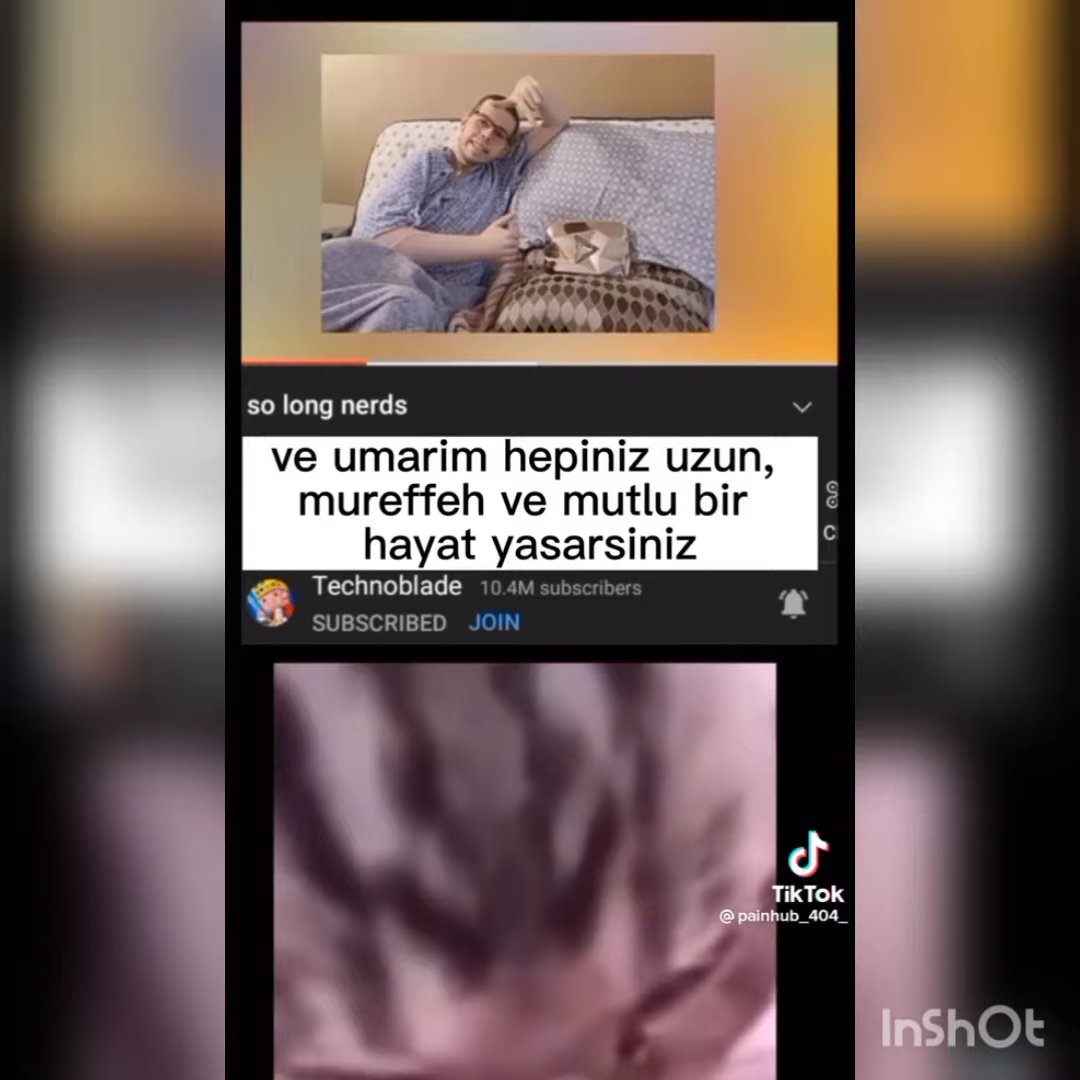 so long nerds
ve umarim hepiniz uzun,
mureffeh ve mutlu bir
hayat yasarsiniz
C
Technoblade 10.4M subscribers
SUBSCRIBED JOIN
TikTok
@painhub_404_
InShOt